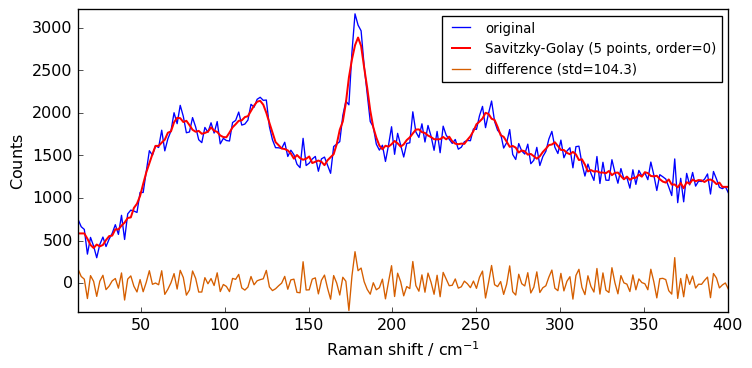 original
Savitzky-Golay (5 points, order=0)
difference (std=104.3)
3000
2500
2000
1500
1000
500
0
Counts
50 100 150 200 250 300 350 400
Raman shift / cm⁻¹